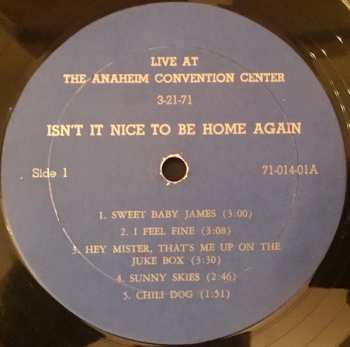 LIVE AT
THE ANAHEIM CONVENTION CENTER
3-21-71
ISN'T IT NICE TO BE HOME AGAIN
Side 1 71-014-01A
1. SWEET BABY JAMES (3:00)
2. I FEEL FINE (3:08)
3. HEY MISTER, THAT'S ME UP ON THE
JUKE BOX (3:30)
4. SUNNY SKIES (2:46)
5. CHILI DOG (1:51)